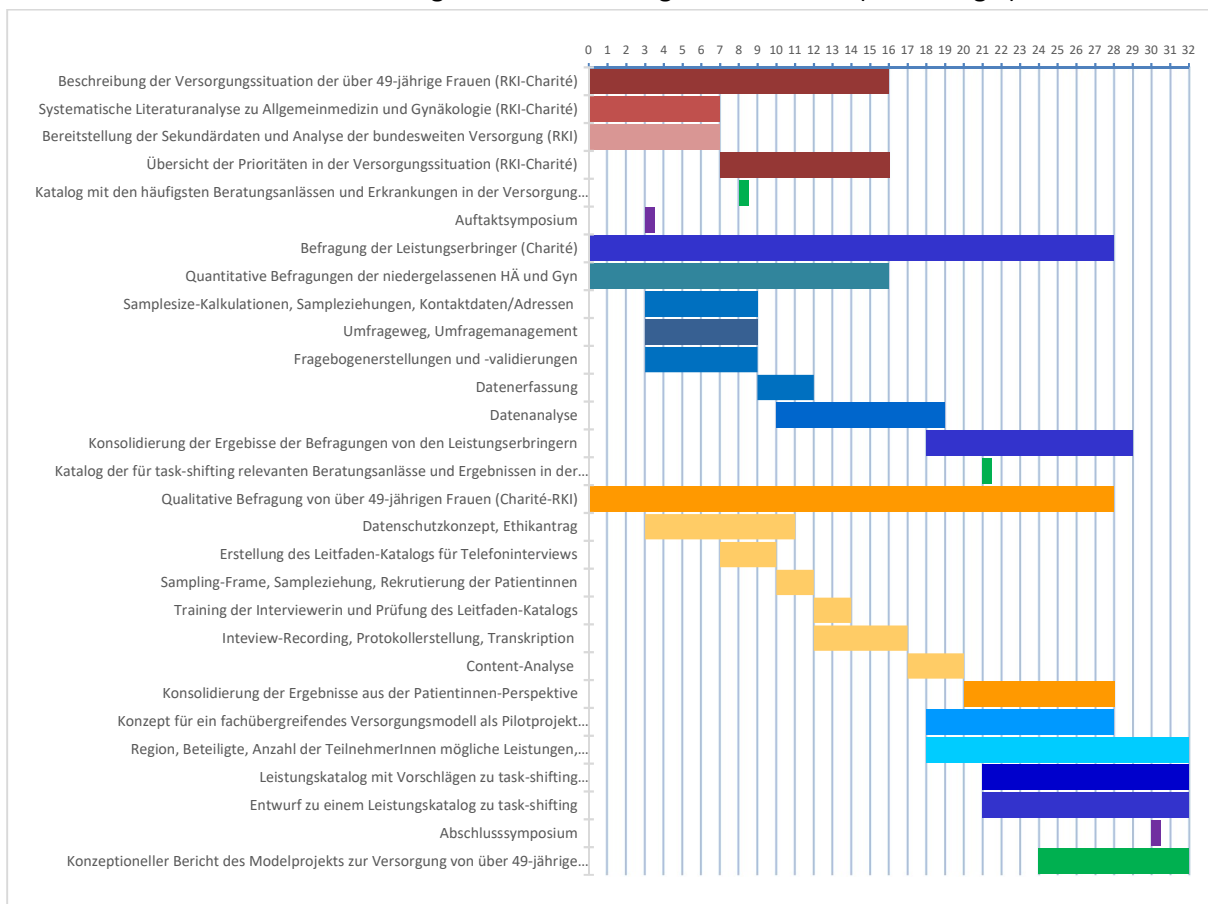 0 1 2 3 4 5 6 7 8 9 10 11 12 13 14 15 16 17 18 19 20 21 22 23 24 25 26 27 28 29 30 31 32
Beschreibung der Versorgungssituation der über 49-jährige Frauen (RKI-Charité)
Systematische Literaturanalyse zu Allgemeinmedizin und Gynäkologie (RKI-Charité)
Bereitstellung der Sekundärdaten und Analyse der bundesweiten Versorgung (RKI)
Übersicht der Prioritäten in der Versorgungssituation (RKI-Charité)
Katalog mit den häufigsten Beratungsanlässen und Erkrankungen in der Versorgung…
Auftaktsymposium
Befragung der Leistungserbringer (Charité)
Quantitative Befragungen der niedergelassenen HÄ und Gyn
Samplesize-Kalkulationen, Sampleziehungen, Kontaktdaten/Adressen
Umfrageweg, Umfragemanagement
Fragebogenerstellungen und -validierungen
Datenerfassung
Datenanalyse
Konsolidierung der Ergebisse der Befragungen von den Leistungserbringern
Katalog der für task-shifting relevanten Beratungsanlässe und Ergebnissen in der…
Qualitative Befragung von über 49-jährigen Frauen (Charité-RKI)
Datenschutzkonzept, Ethikantrag
Erstellung des Leitfaden-Katalogs für Telefoninterviews
Sampling-Frame, Sampleziehung, Rekrutierung der Patientinnen
Training der Interviewerin und Prüfung des Leitfaden-Katalogs
Inteview-Recording, Protokollerstellung, Transkription
Content-Analyse
Konsolidierung der Ergebnisse aus der Patientinnen-Perspektive
Konzept für ein fachübergreifendes Versorgungsmodell als Pilotprojekt…
Region, Beteiligte, Anzahl der TeilnehmerInnen mögliche Leistungen,…
Leistungskatalog mit Vorschlägen zu task-shifting…
Entwurf zu einem Leistungskatalog zu task-shifting
Abschlusssymposium
Konzeptioneller Bericht des Modelprojekts zur Versorgung von über 49-jährige…